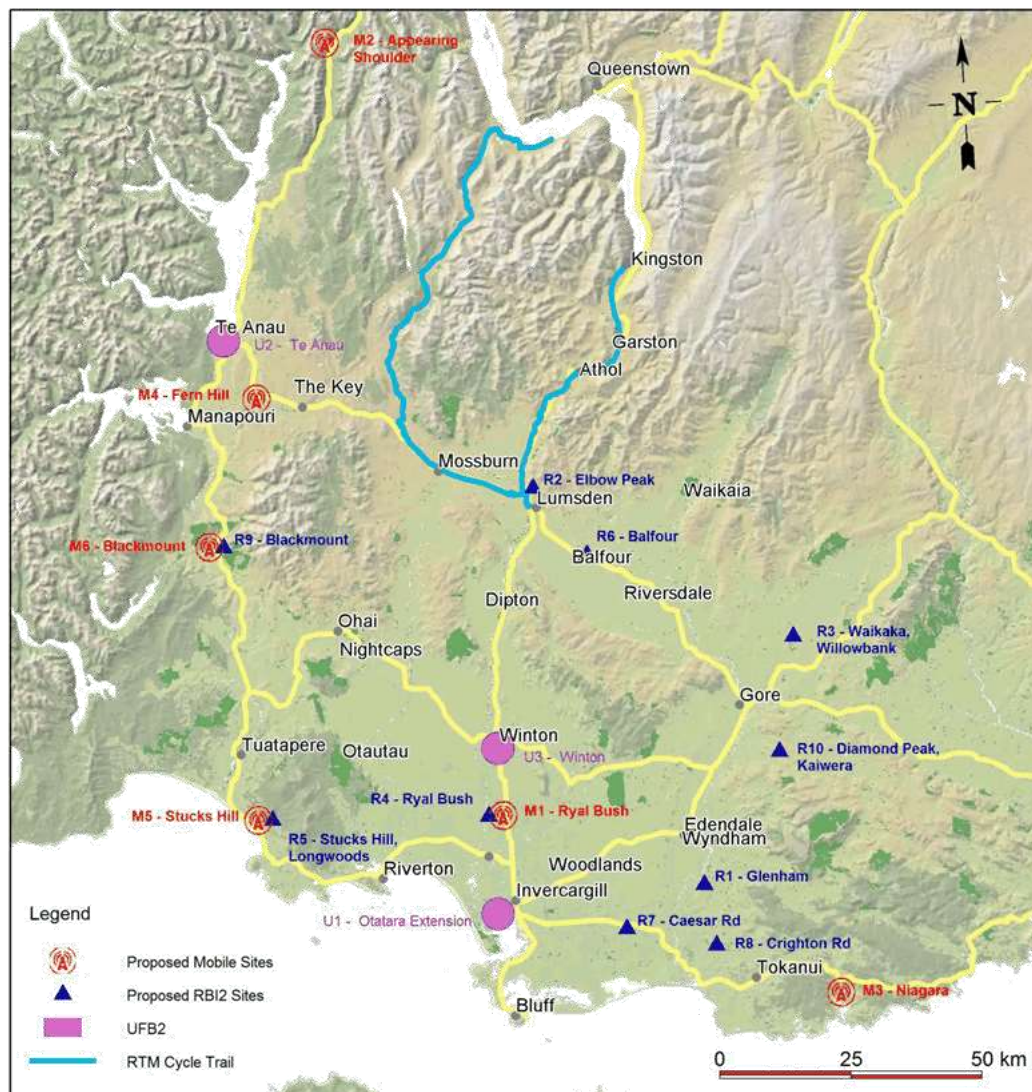 M2 - Appearing
Shoulder
Queenstown
N
Kingston
Te Anau
U2 - Te Anau
Garston
Athol
M4 - Fern Hill
The Key
Manapouri
Mossburn
R2 - Elbow Peak
Lumsden
Waikaia
M6 - Blackmount
R9 - Blackmount
R6 - Balfour
Balfour
Dipton
Riversdale
Ohai
Nightcaps
R3 - Waikaka,
Willowbank
Gore
Winton
U3 - Winton
Tuatapere
Otautau
R10 - Diamond Peak,
Kaiwera
R4 - Ryal Bush
M1 - Ryal Bush
M5 - Stucks Hill
R5 - Stucks Hill,
Longwoods
Edendale
Wyndham
Riverton
Woodlands
R1 - Glenham
Invercargill
U1 - Otatara Extension
R7 - Caesar Rd
R8 - Crighton Rd
Tokanui
M3 - Niagara
Bluff
Legend
Proposed Mobile Sites
Proposed RBI2 Sites
UFB2
RTM Cycle Trail
0 25 50 km